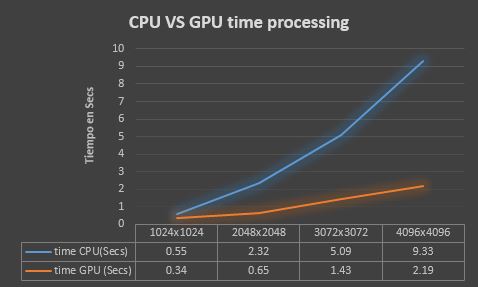 CPU VS GPU time processing
Tiempo en Secs
10
9
8
7
6
5
4
3
2
1
0
1024x1024 2048x2048 3072x3072 4096x4096
time CPU(Secs) 0.55 2.32 5.09 9.33
time GPU (Secs) 0.34 0.65 1.43 2.19